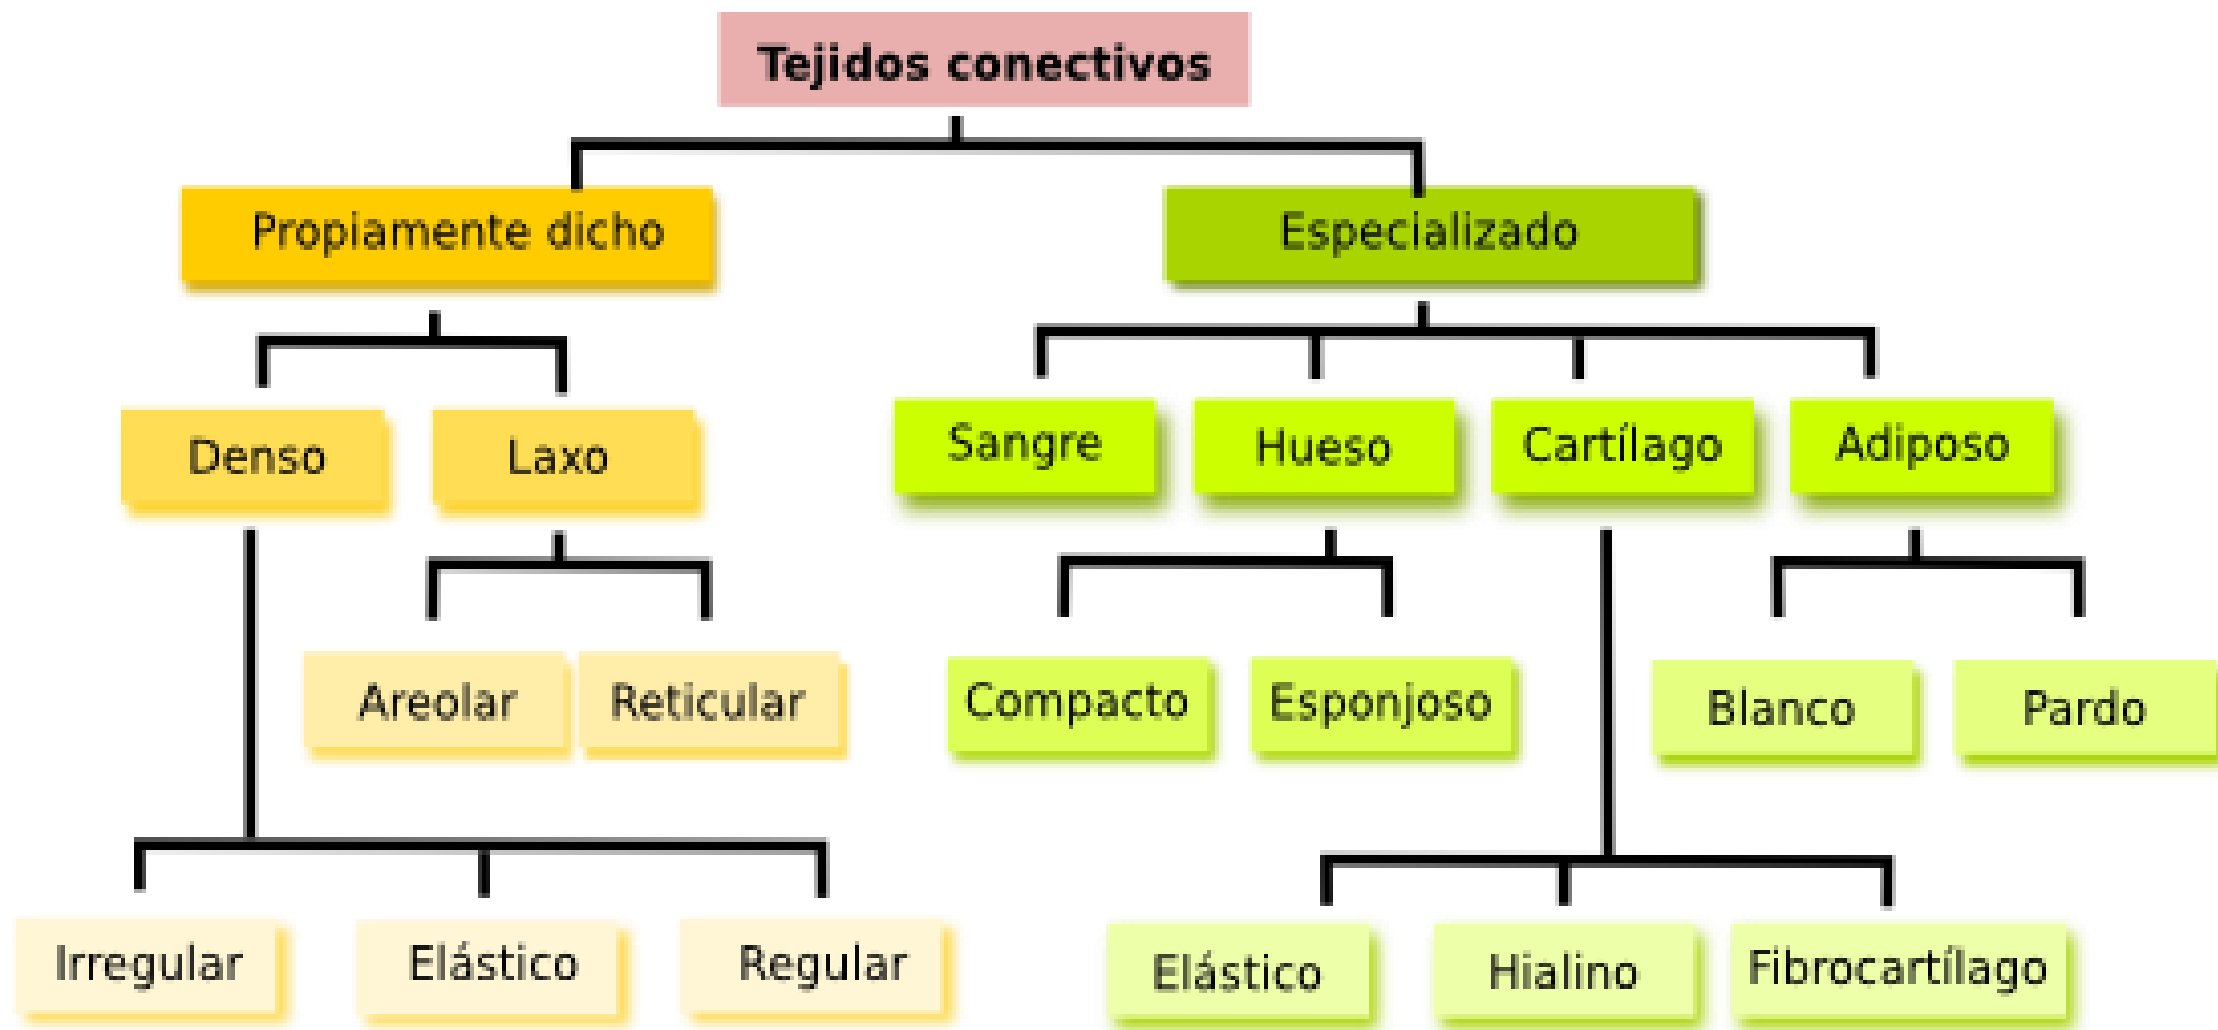 Tejidos conectivos
Propiamente dicho
Especializado
Denso
Laxo
Sangre
Hueso
Cartílago
Adiposo
Areolar
Reticular
Compacto
Esponjoso
Blanco
Pardo
Irregular
Elástico
Regular
Elástico
Hialino
Fibrocartílago